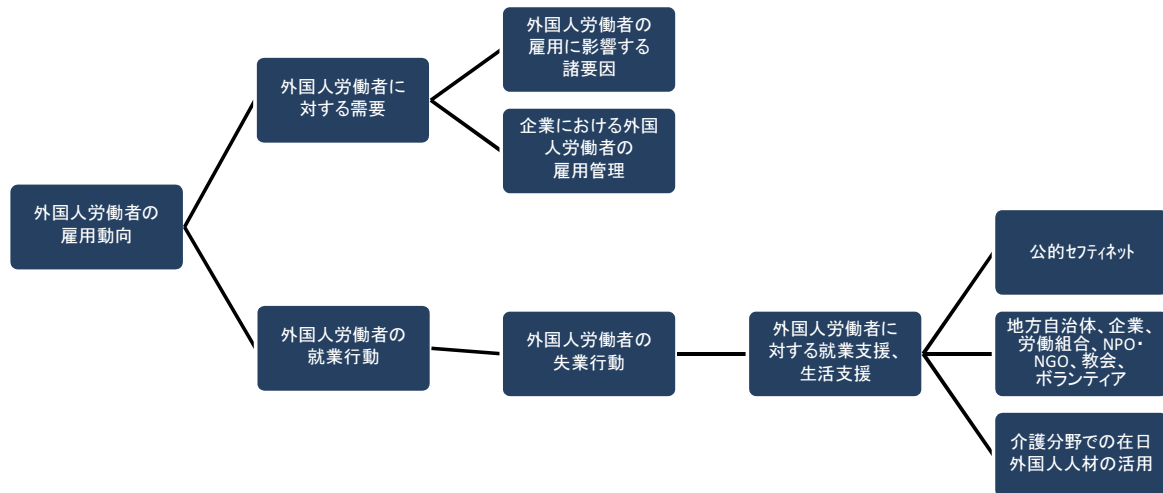 外国人労働者の
雇用に影響する
諸要因
外国人労働者に
対する需要
企業における外国
人労働者の
雇用管理
外国人労働者の
雇用動向
公的セフティネット
外国人労働者の
就業行動
外国人労働者の
失業行動
外国人労働者に
対する就業支援、
生活支援
地方自治体、企業、
労働組合、NPO・
NGO、教会、
ボランティア
介護分野での在日
外国人人材の活用